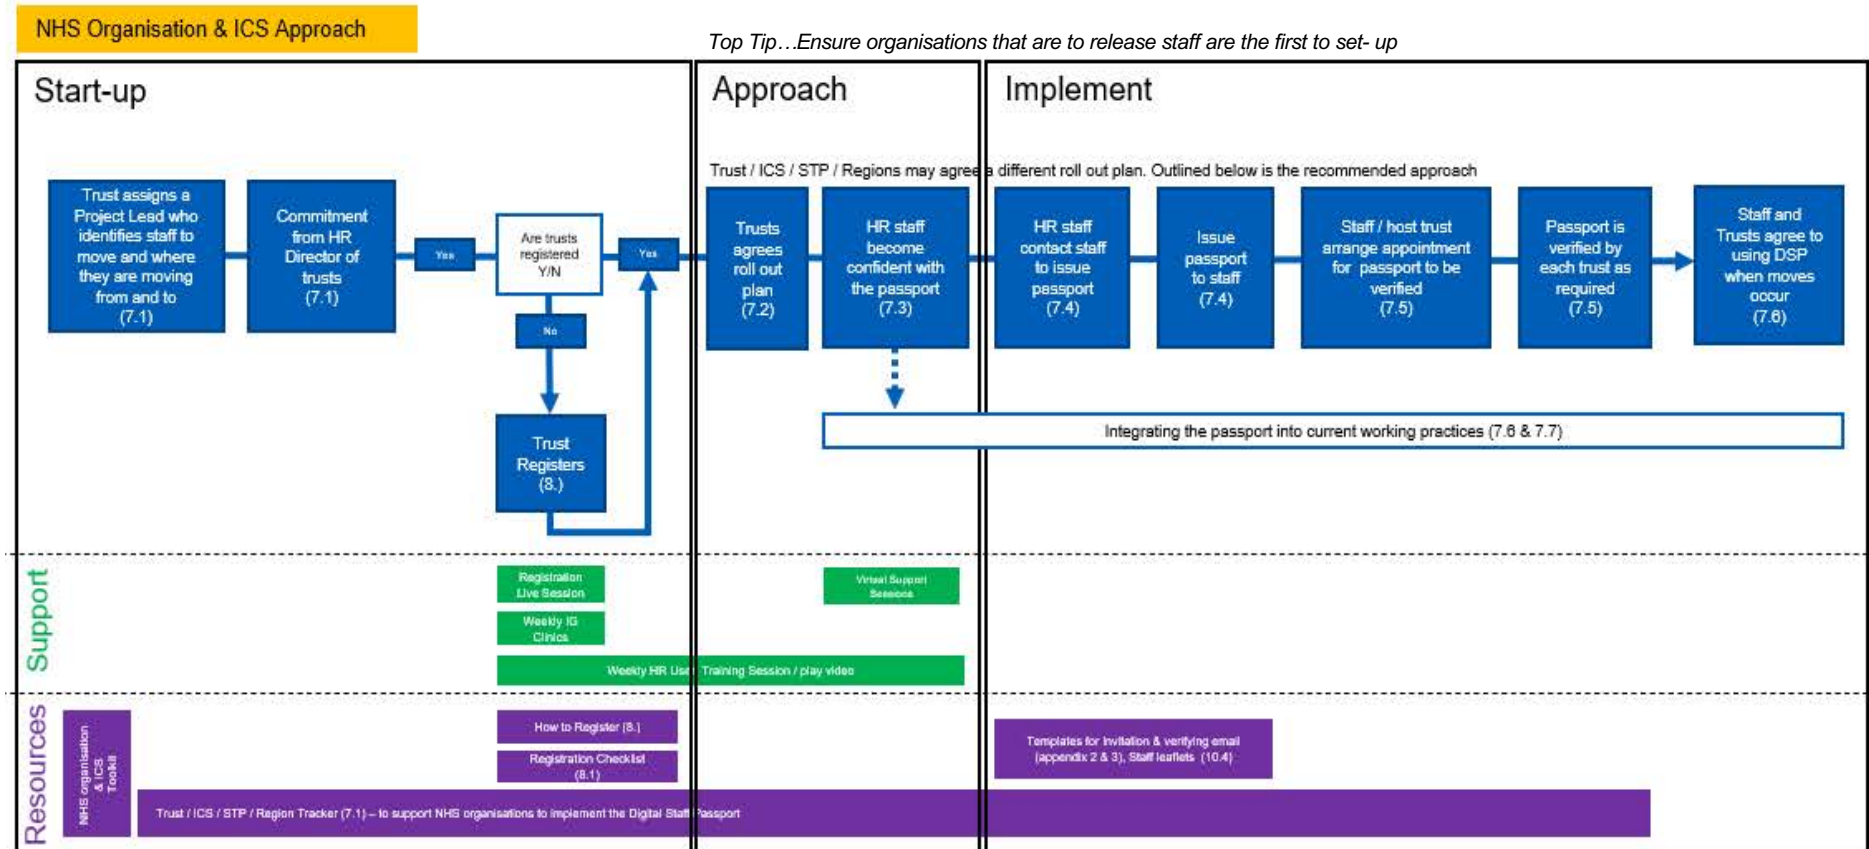 NHS Organisation & ICS Approach
Top Tip…Ensure organisations that are to release staff are the first to set- up
Start-up
Approach
Implement
Trust / ICS / STP / Regions may agree a different roll out plan. Outlined below is the recommended approach
Trust assigns a
Project Lead who
identifies staff to
move and where
they are moving
from and to
(7.1)
Commitment
from HR
Director of
trusts
(7.1)
Yes
Are trusts
registered
Y/N
Yes
No
Trust
Registers
(8.)
Trusts
agrees
roll out
plan
(7.2)
HR staff
become
confident with
the passport
(7.3)
HR staff
contact staff
to issue
passport
(7.4)
Issue
passport
to staff
(7.4)
Staff / host trust
arrange appointment
for passport to be
verified
(7.5)
Passport is
verified by
each trust as
required
(7.5)
Staff and
Trusts agree to
using DSP
when moves
occur
(7.6)
Integrating the passport into current working practices (7.6 & 7.7)
Support
Registration
Live Session
Weekly IG
Clinics
Virtual Support
Sessions
Weekly HR User Training Session / play video
Resources
NHS organisation
& ICS
Toolkit
How to Register (8.)
Registration Checklist
(8.1)
Templates for Invitation & verifying email
(appendix 2 & 3), Staff leaflets (10.4)
Trust / ICS / STP / Region Tracker (7.1) – to support NHS organisations to implement the Digital Staff Passport